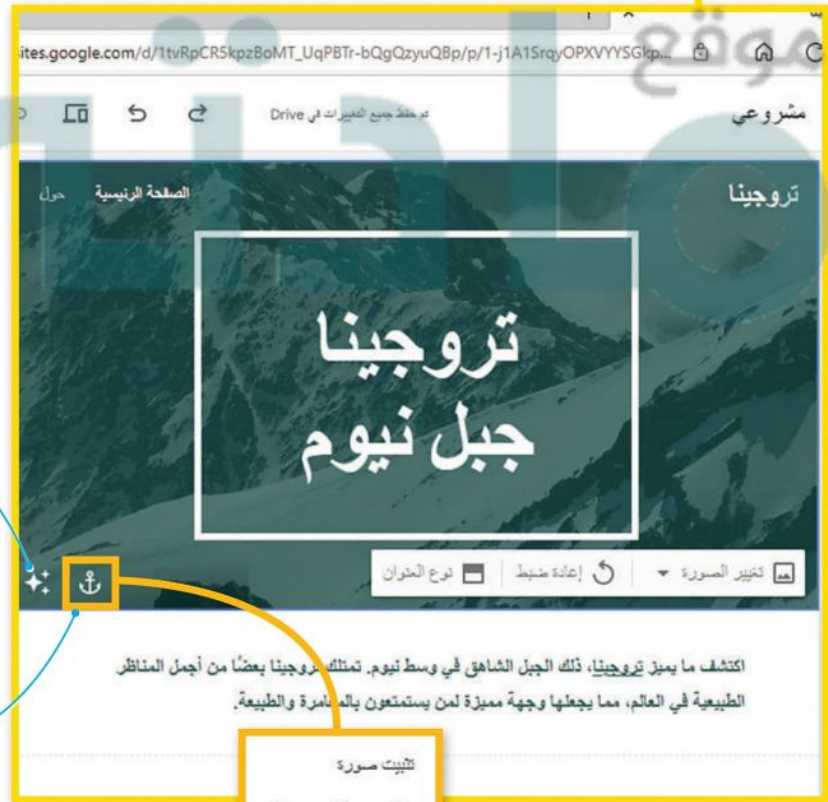 ites.google.com/d/1tvRpCR5kpzBoMT_UqPBTr-bQgQzyuQBp/p/1-j1A1SrqyOPXVYYSGkp...
موقع
مشروعي
تم حفظ جميع التغييرات في Drive
تروجينا
الصفحة الرئيسية
حول
تروجينا
جبل نيوم
تغيير الصورة
إعادة ضبط
نوع العنوان
اكتشف ما يميز تروجينا، ذلك الجبل الشاهق في وسط نيوم. تمتلك تروجينا بعضًا من أجمل المناظر
الطبيعية في العالم، مما يجعلها وجهة مميزة لمن يستمتعون بالمغامرة والطبيعة.
تثبيت صورة